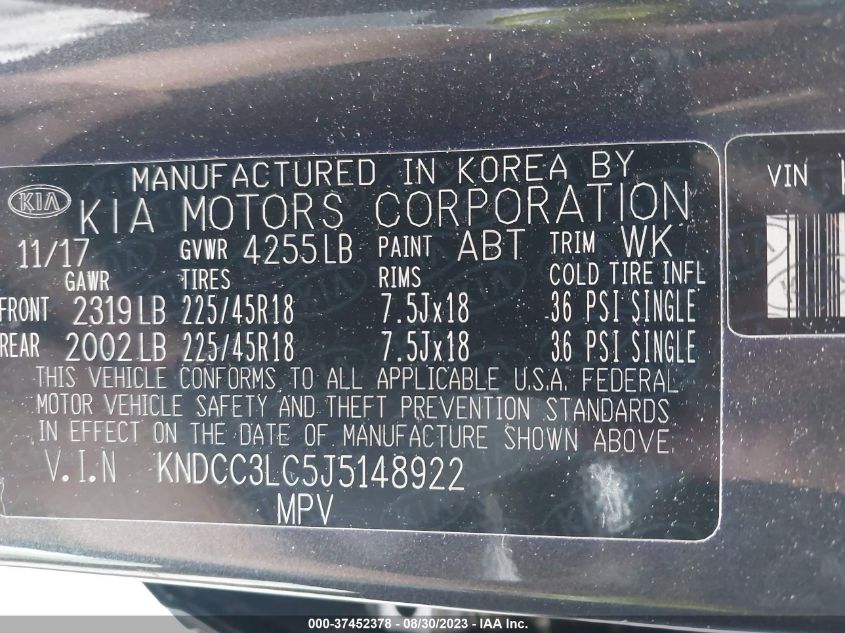 MANUFACTURED IN KOREA BY
KIA KIA MOTORS CORPORATION
11/17 GVWR 4255LB PAINT ABT TRIM WK
GAWR TIRES RIMS COLD TIRE INFL
FRONT 2319LB 225/45R18 7.5Jx18 36 PSI SINGLE
REAR 2002LB 225/45R18 7.5Jx18 36 PSI SINGLE
THIS VEHICLE CONFORMS TO ALL APPLICABLE U.S.A. FEDERAL
MOTOR VEHICLE SAFETY AND THEFT PREVENTION STANDARDS
IN EFFECT ON THE DATE OF MANUFACTURE SHOWN ABOVE.
V.I.N KNDCC3LC5J5148922
MPV
VIN
000-37452378 - 08/30/2023 - IAA Inc.